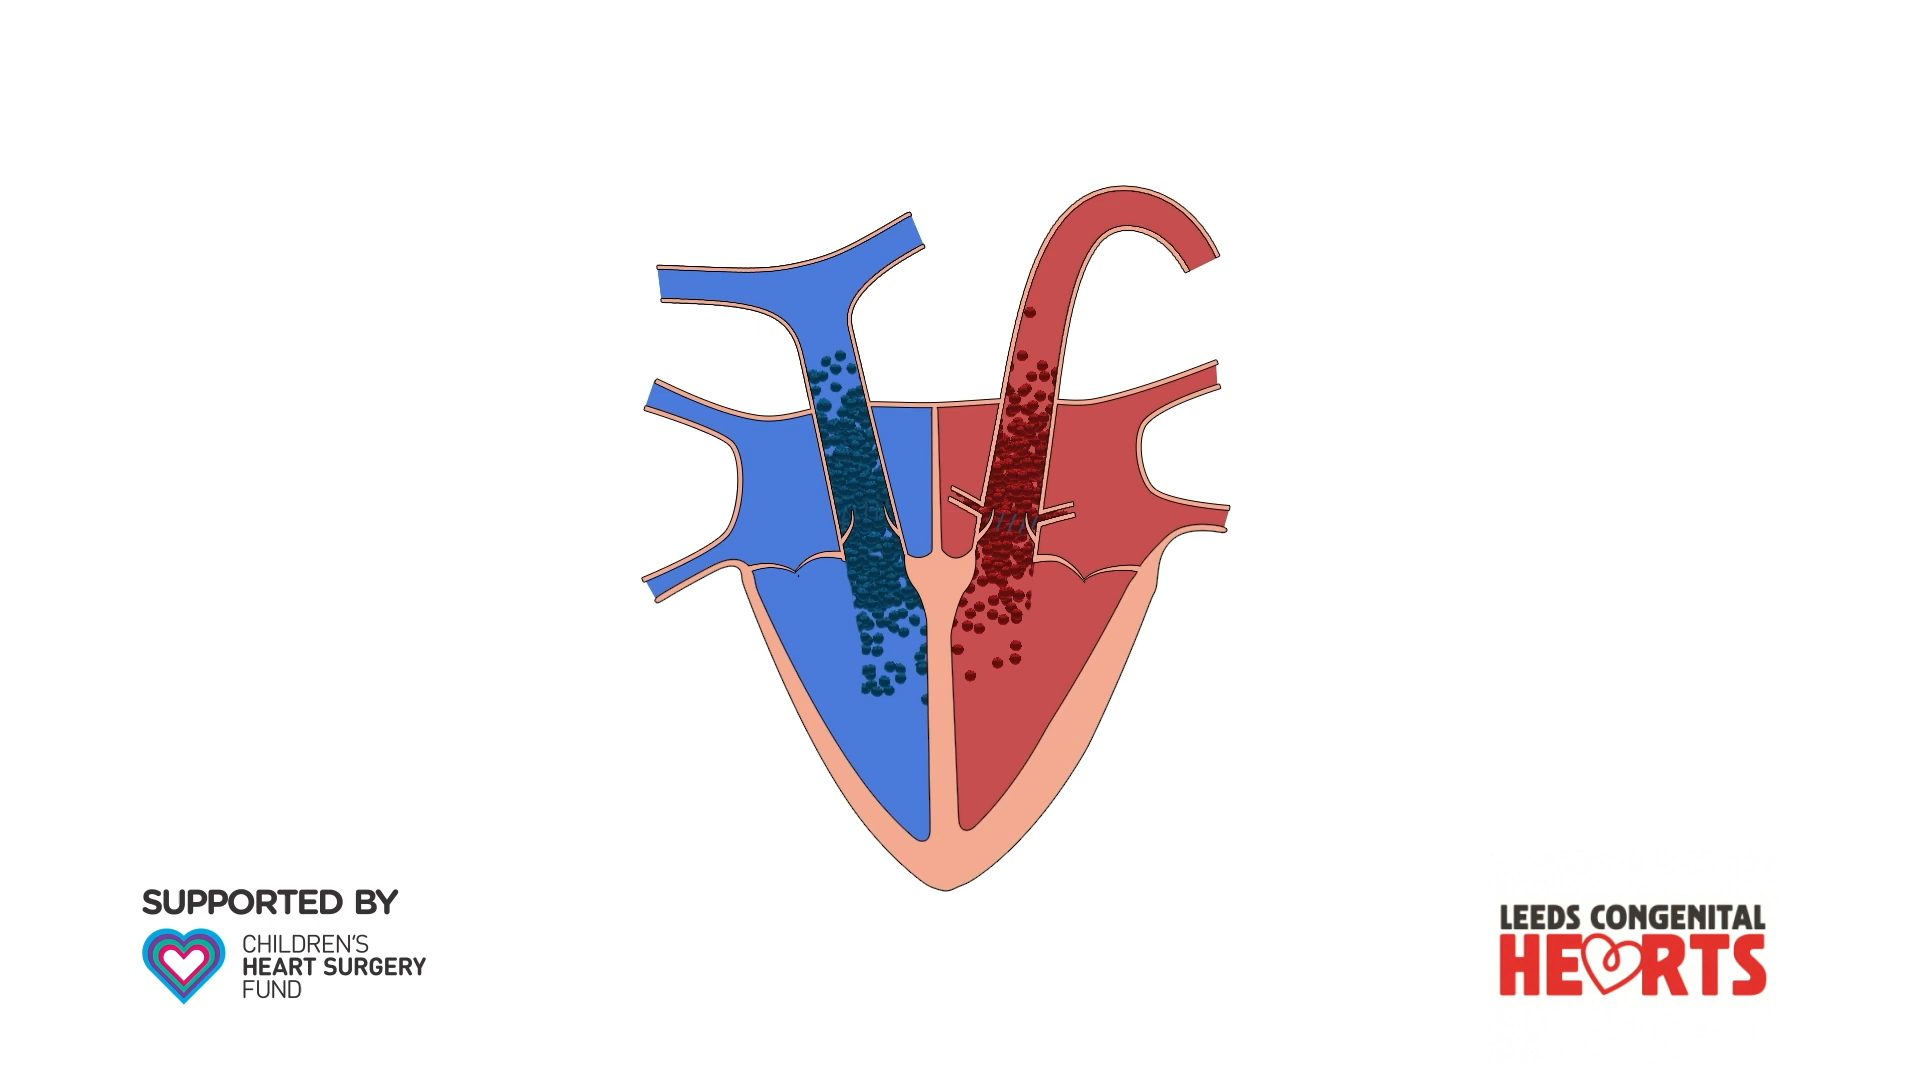 SUPPORTED BY
CHILDREN'S
HEART SURGERY
FUND
LEEDS CONGENITAL
HEARTS